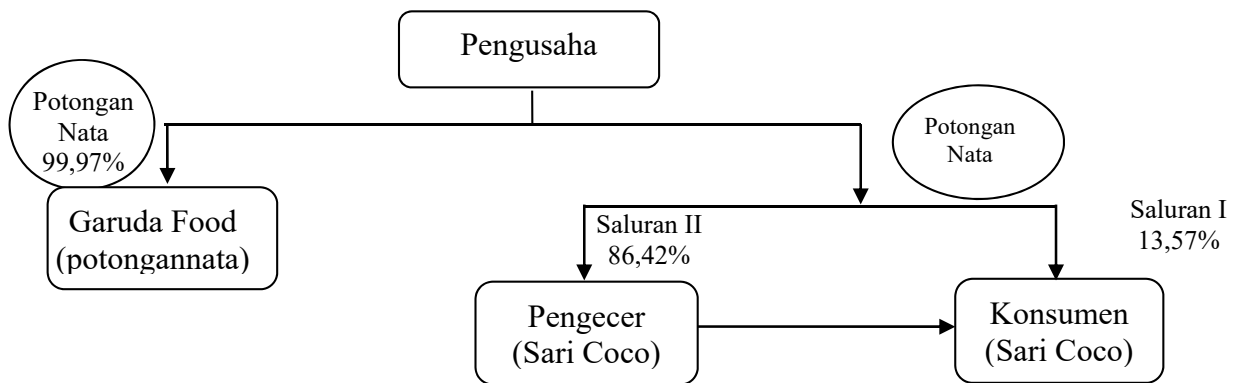 Pengusaha
Potongan
Nata
99,97%
Potongan
Nata
Garuda Food
(potongannata)
Saluran II
86,42%
Saluran I
13,57%
Pengecer
(Sari Coco)
Konsumen
(Sari Coco)